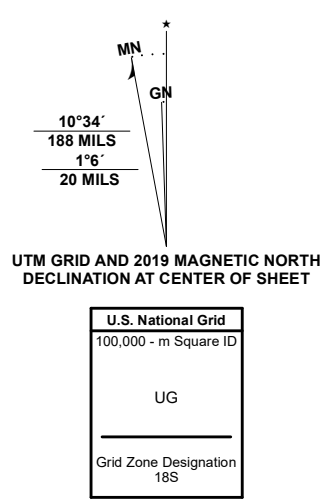 ★
MN
GN
10°34´
188 MILS
1°6´
20 MILS
UTM GRID AND 2019 MAGNETIC NORTH
DECLINATION AT CENTER OF SHEET
U.S. National Grid
100,000 - m Square ID
UG
Grid Zone Designation
18S